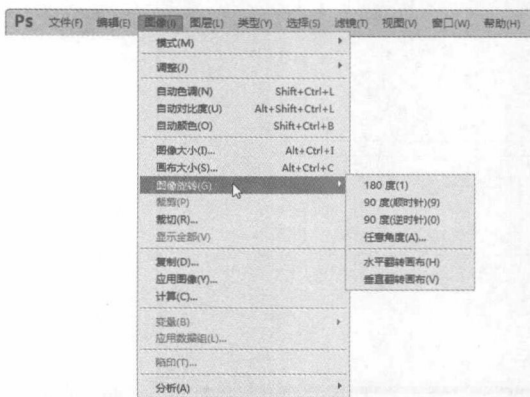 Ps 文件(F) 编辑(E) 图像(I) 图层(L) 类型(Y) 选择(S) 滤镜(T) 视图(V) 窗口(W) 帮助(H)
模式(M)
调整(J)
自动色调(N) Shift+Ctrl+L
自动对比度(U) Alt+Shift+Ctrl+L
自动颜色(O) Shift+Ctrl+B
图像大小(I)... Alt+Ctrl+I
画布大小(S)... Alt+Ctrl+C
图像旋转(G)
180 度(1)
90 度(顺时针)(9)
90 度(逆时针)(0)
任意角度(A)...
水平翻转画布(H)
垂直翻转画布(V)
裁剪(P)
裁切(R)...
显示全部(V)
复制(D)...
应用图像(Y)...
计算(C)...
变量(B)
应用数据组(L)...
陷印(T)...
分析(A)